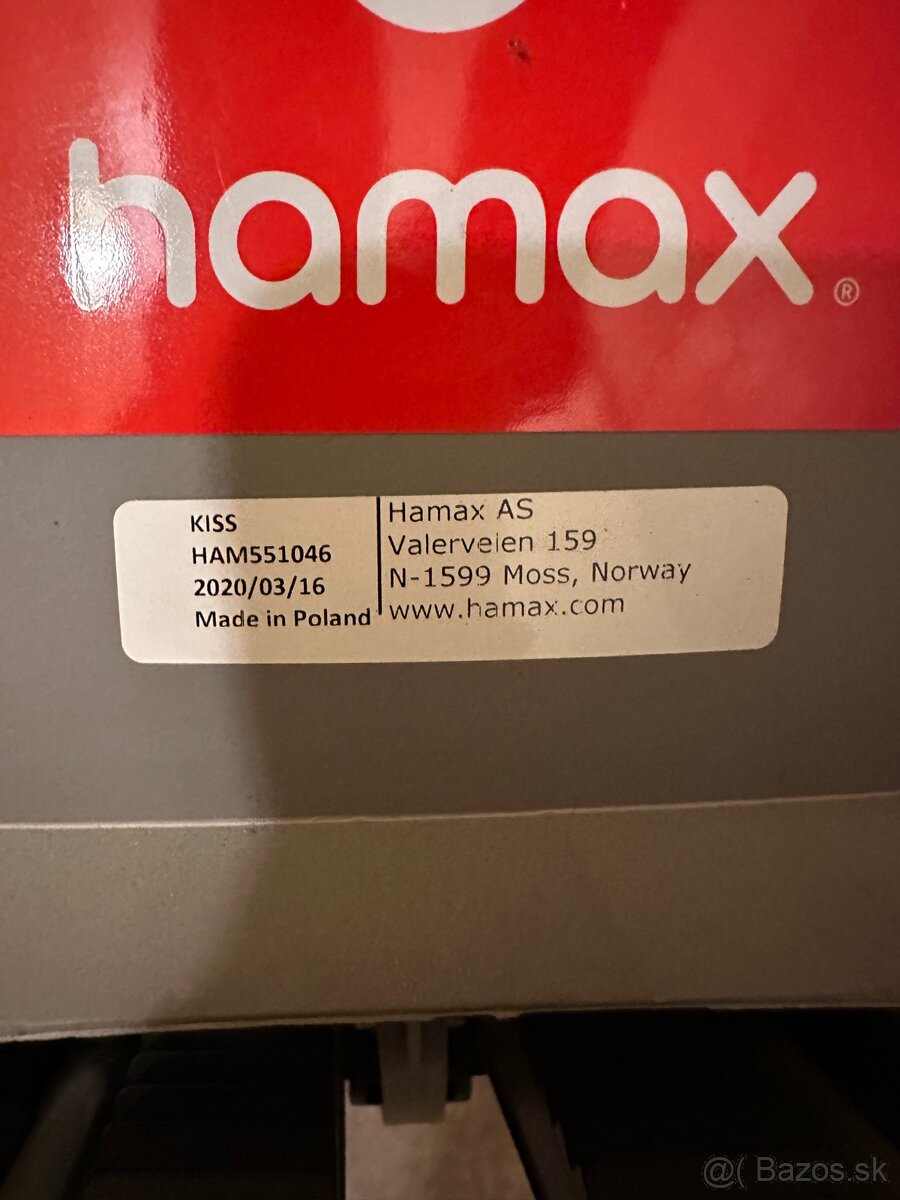 hamax®
KISS
HAM551046
2020/03/16
Made in Poland
Hamax AS
Valerveien 159
N-1599 Moss, Norway
www.hamax.com
@( Bazos.sk